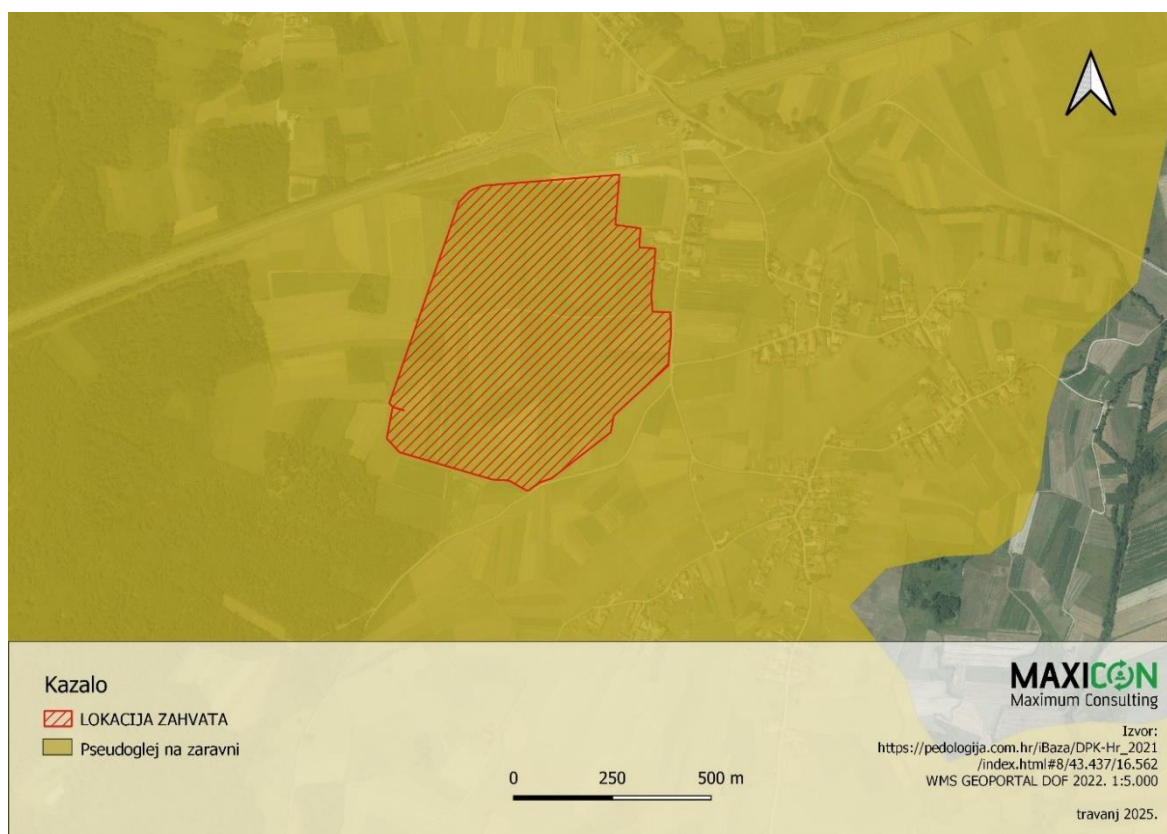 Kazalo
LOKACIJA ZAHVATA
Pseudoglej na zaravni
0 250 500 m
MAXICON
Maximum Consulting
Izvor:
https://pedologija.com.hr/iBaza/DPK-Hr_2021
/index.html#8/43.437/16.562
WMS GEOPORTAL DOF 2022. 1:5.000
travanj 2025.